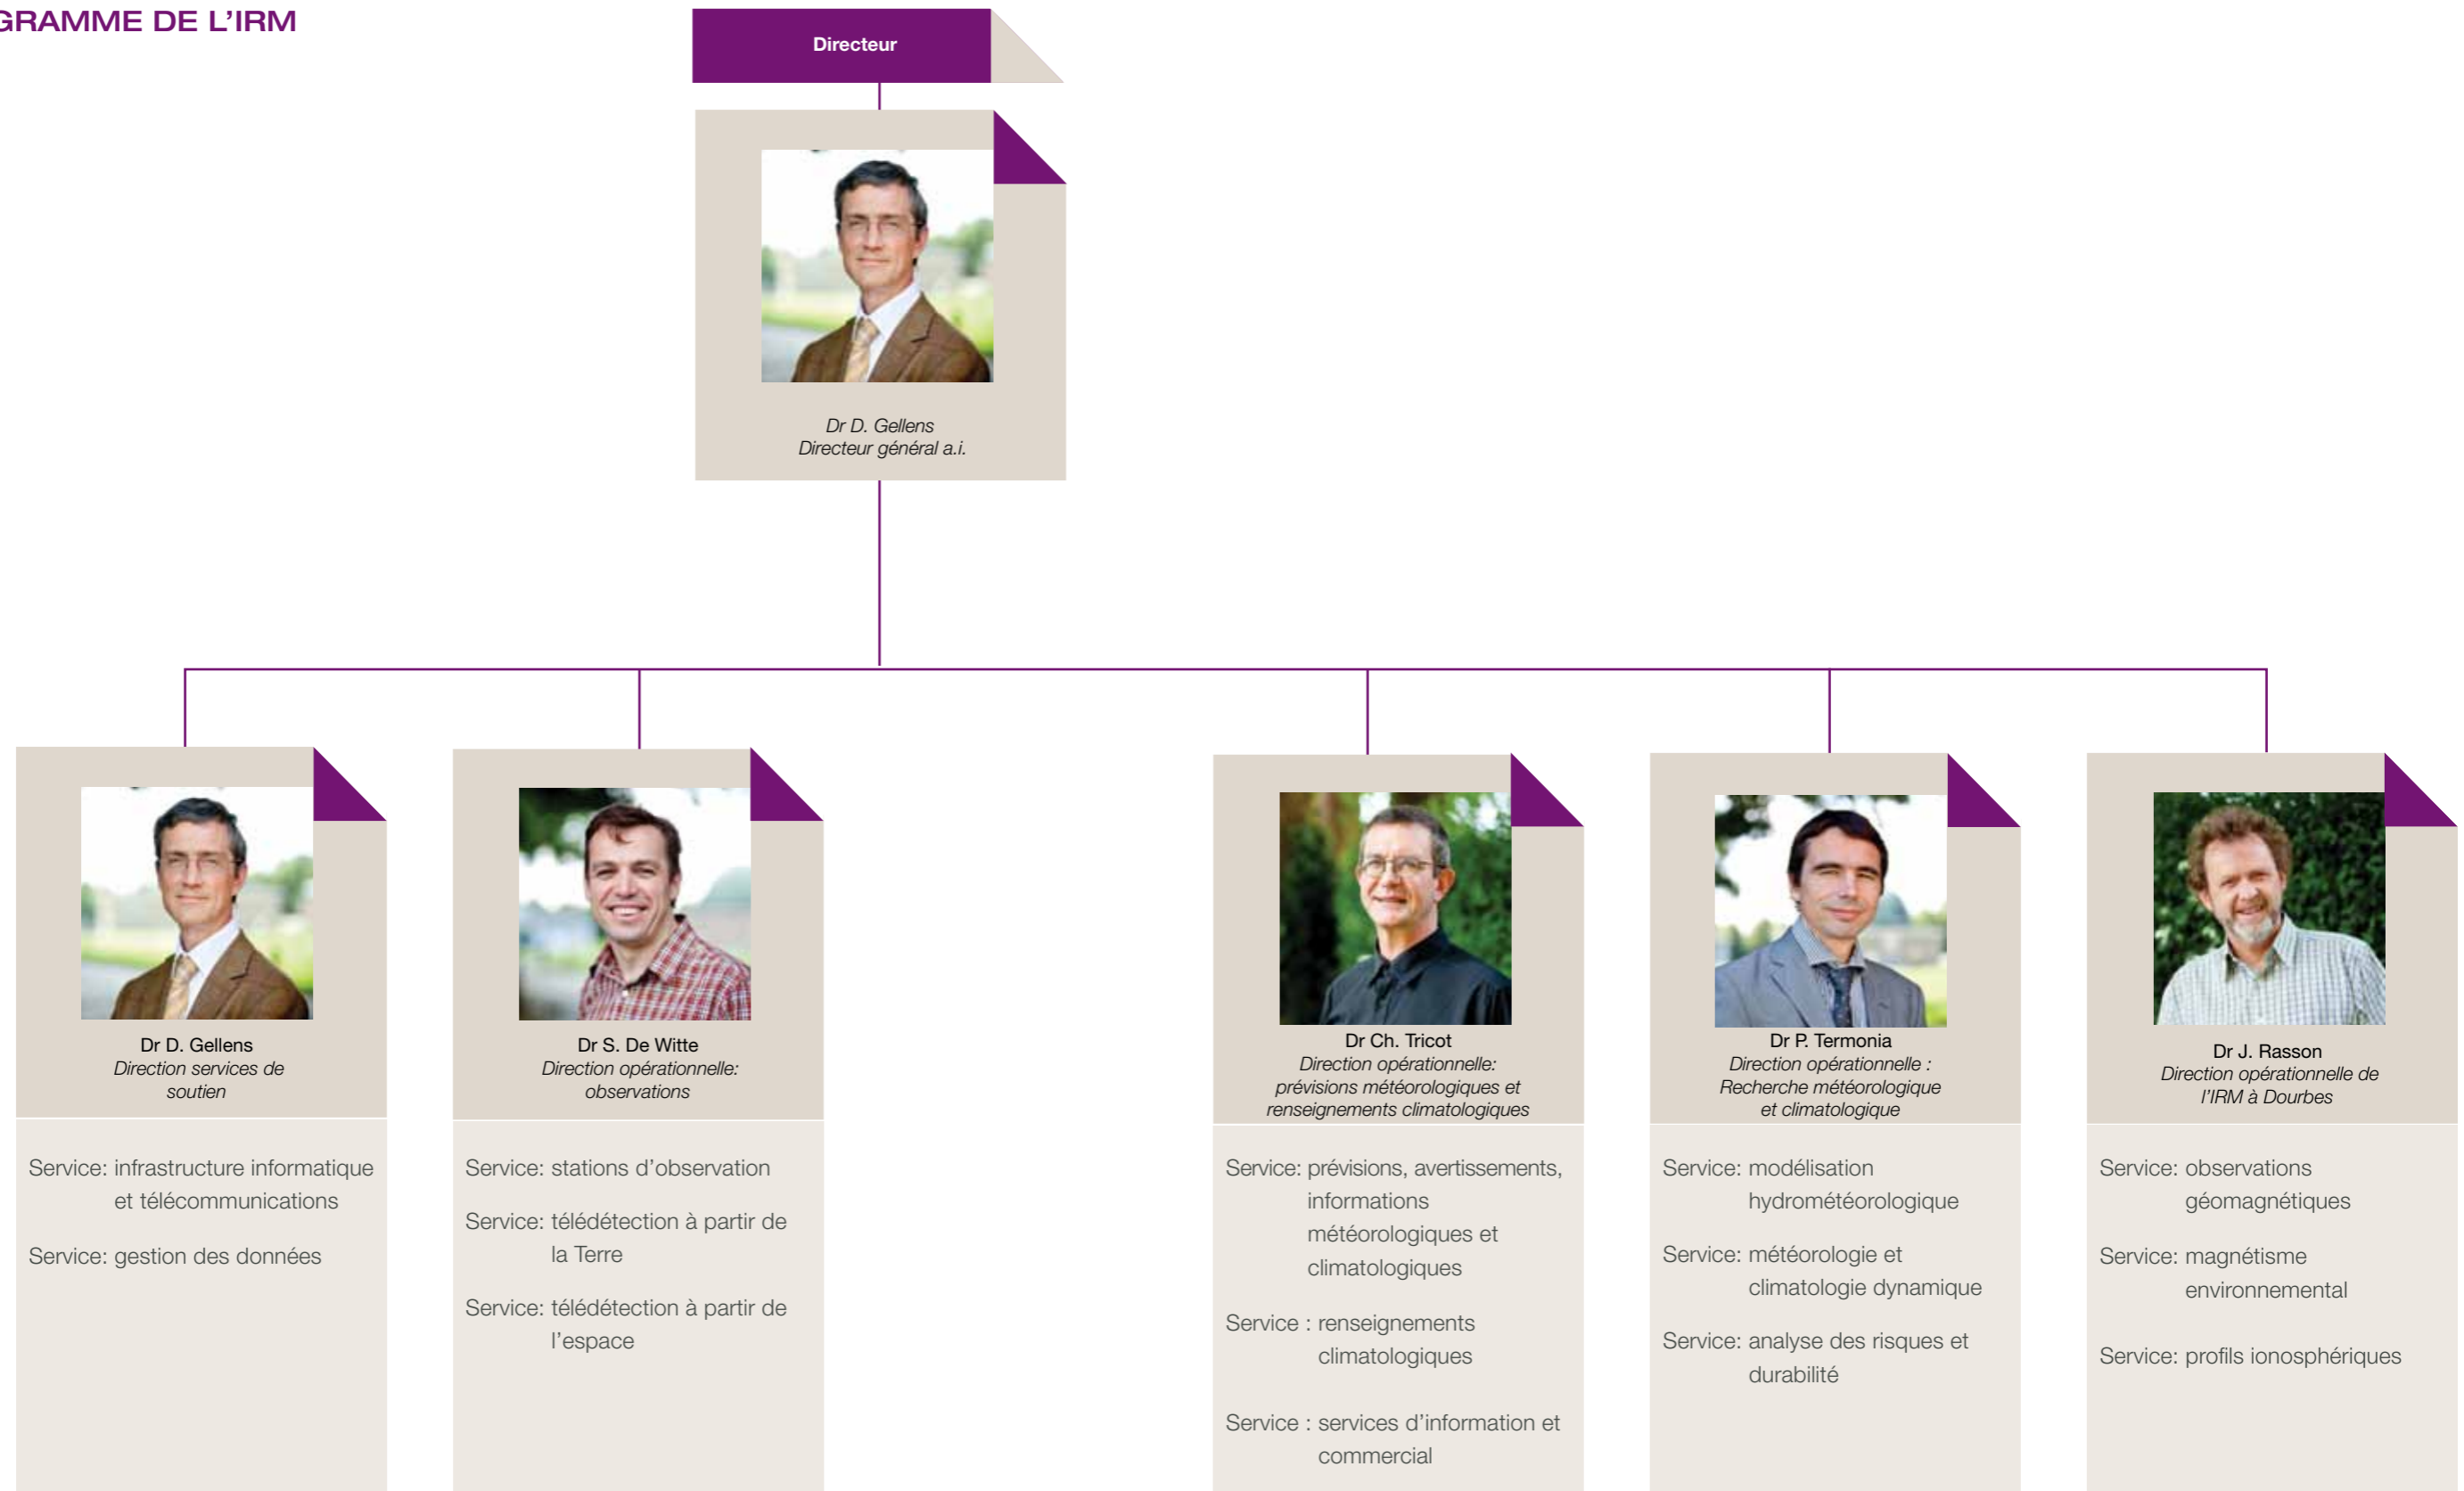 GRAMME DE L'IRM
Directeur
Dr D. Gellens
Directeur général a.i.
Dr D. Gellens
Direction services de
soutien
Service: infrastructure informatique
et télécommunications
Service: gestion des données
Dr S. De Witte
Direction opérationnelle:
observations
Service: stations d'observation
Service: télédétection à partir de
la Terre
Service: télédétection à partir de
l'espace
Dr Ch. Tricot
Direction opérationnelle:
prévisions météorologiques et
renseignements climatologiques
Service: prévisions, avertissements,
informations
météorologiques et
climatologiques
Service : renseignements
climatologiques
Service : services d'information et
commercial
Dr P. Termonia
Direction opérationnelle :
Recherche météorologique
et climatologique
Service: modélisation
hydrométéorologique
Service: météorologie et
climatologie dynamique
Service: analyse des risques et
durabilité
Dr J. Rasson
Direction opérationnelle de
l'IRM à Dourbes
Service: observations
géomagnétiques
Service: magnétisme
environnemental
Service: profils ionosphériques